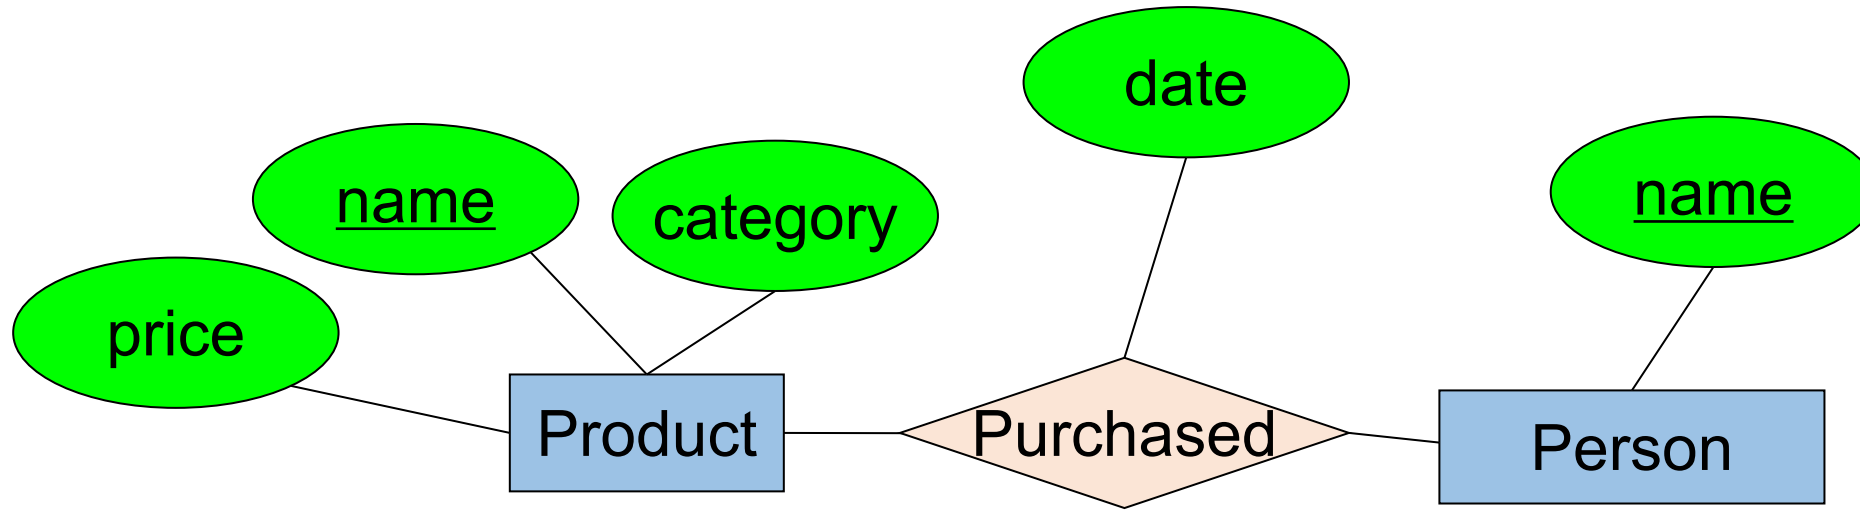 date
name
name
category
price
Product
Purchased
Person